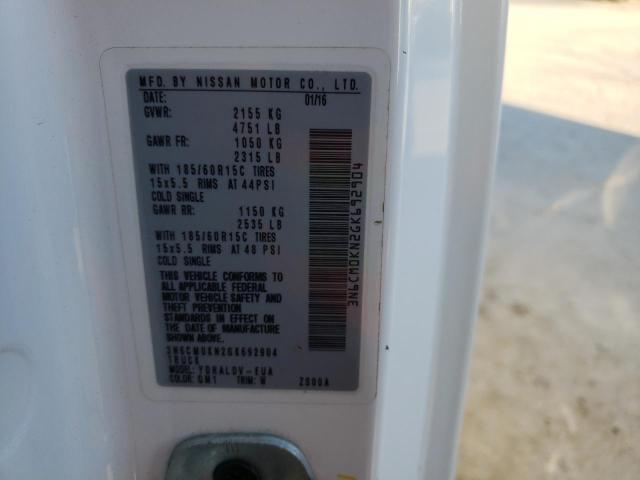 MFD. BY NISSAN MOTOR CO., LTD.
DATE: 01/16
GVWR: 2155 KG
4751 LB
GAWR FR: 1050 KG
2315 LB
WITH 185/60R15C TIRES
15x5.5 RIMS AT 44PSI
COLD SINGLE
GAWR RR: 1150 KG
2535 LB
WITH 185/60R15C TIRES
15x5.5 RIMS AT 48 PSI
COLD SINGLE
THIS VEHICLE CONFORMS TO
ALL APPLICABLE FEDERAL
MOTOR VEHICLE SAFETY AND
THEFT PREVENTION
STANDARDS IN EFFECT ON
THE DATE OF MANUFACTURE
SHOWN ABOVE.
3N6CM0KN2GK692904
TRUCK
MODEL: YDRALDV-EUA
COLOR: QM1 TRIM: W ZS00A
3N6CM0KN2GK692904